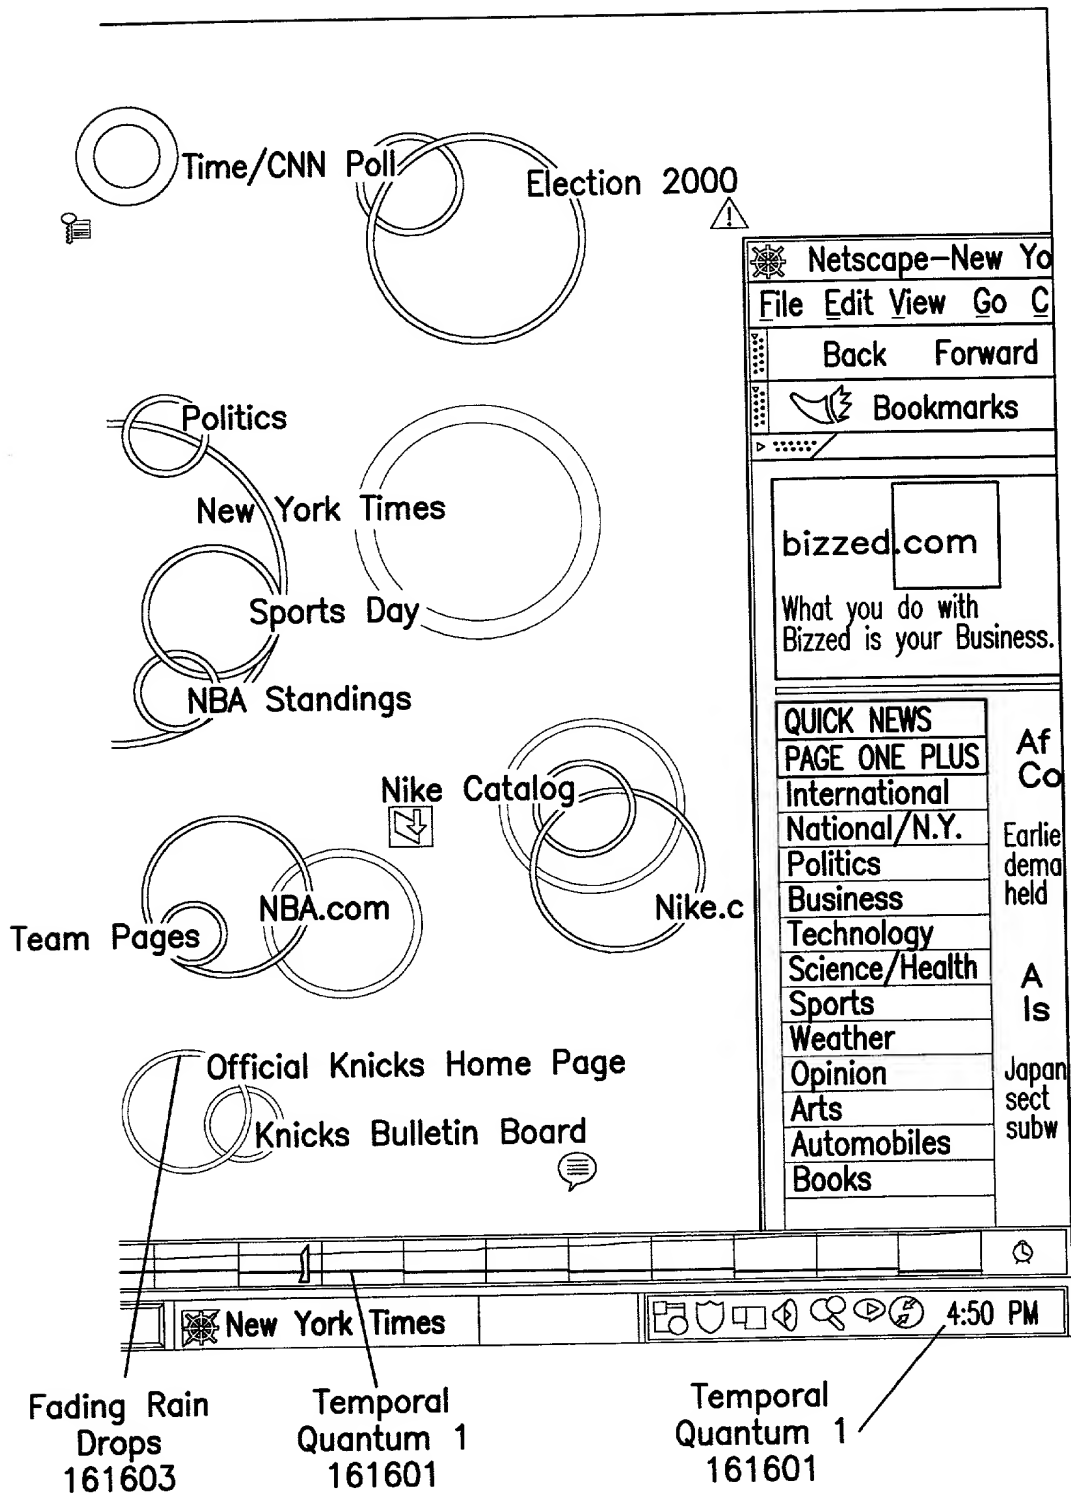 Time/CNN Poll
Election 2000
Netscape-New Yo
File Edit View Go C
Back Forward
Bookmarks
Politics
New York Times
bizzed.com
What you do with
Bizzed is your Business.
Sports Day
NBA Standings
QUICK NEWS
PAGE ONE PLUS
International
National/N.Y.
Politics
Business
Technology
Science/Health
Sports
Weather
Opinion
Arts
Automobiles
Books
Af
Co
Earlie
dema
held
A
Is
Japan
sect
subw
Nike Catalog
NBA.com
Nike.c
Team Pages
Official Knicks Home Page
Knicks Bulletin Board
New York Times
4:50 PM
Fading Rain
Drops
161603
Temporal
Quantum 1
161601
Temporal
Quantum 1
161601